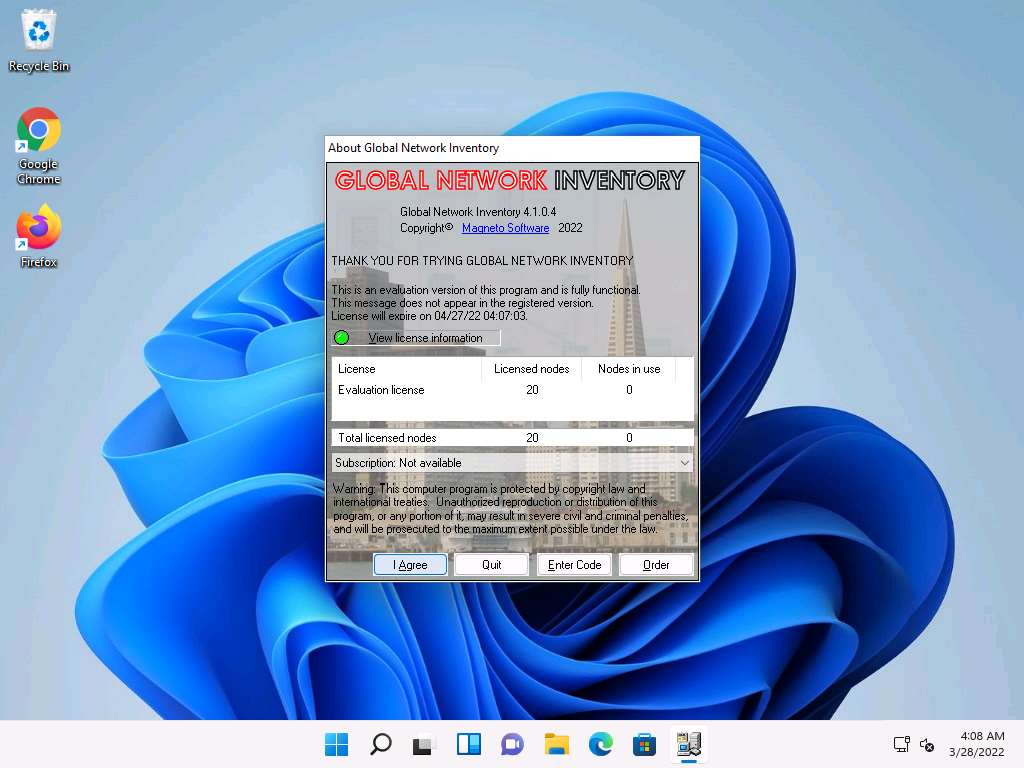 Recycle Bin
Google
Chrome
Firefox
About Global Network Inventory
GLOBAL NETWORK INVENTORY
Global Network Inventory 4.1.0.4
Copyright© Magneto Software 2022
THANK YOU FOR TRYING GLOBAL NETWORK INVENTORY
This is an evaluation version of this program and is fully functional.
This message does not appear in the registered version.
License will expire on 04/27/22 04:07:03.
View license information
License Licensed nodes Nodes in use
Evaluation license 20 0
Total licensed nodes 20 0
Subscription: Not available
Warning: This computer program is protected by copyright law and
international treaties. Unauthorized reproduction or distribution of this
program, or any portion of it, may result in severe civil and criminal penalties,
and will be prosecuted to the maximum extent possible under the law.
I Agree Quit Enter Code Order
4:08 AM
3/28/2022